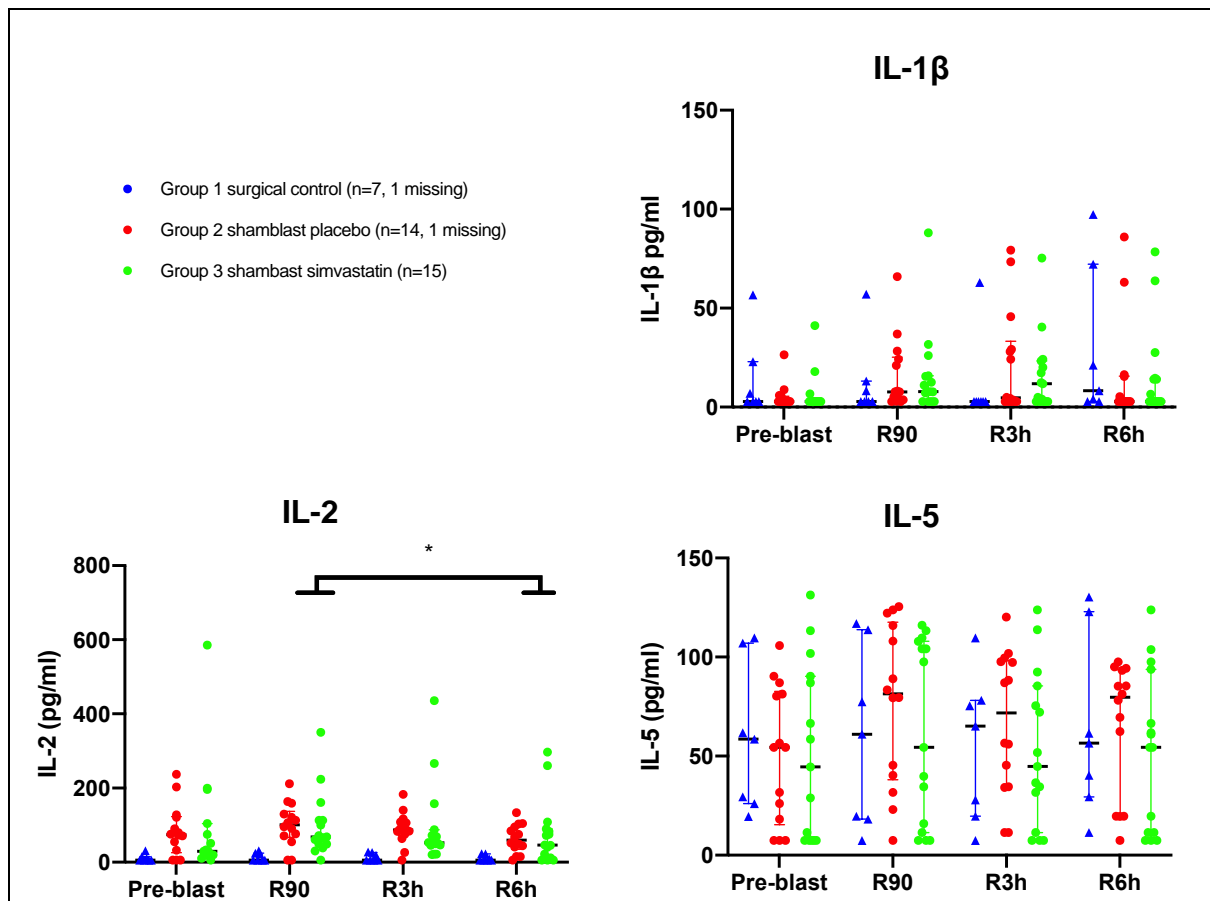 IL-1β
150
100
50
0
IL-1β pg/ml
Pre-blast R90 R3h R6h
Group 1 surgical control (n=7, 1 missing)
Group 2 shamblast placebo (n=14, 1 missing)
Group 3 shambast simvastatin (n=15)
IL-2
800
600
400
200
0
IL-2 (pg/ml)
*
Pre-blast R90 R3h R6h
IL-5
150
100
50
0
IL-5 (pg/ml)
Pre-blast R90 R3h R6h